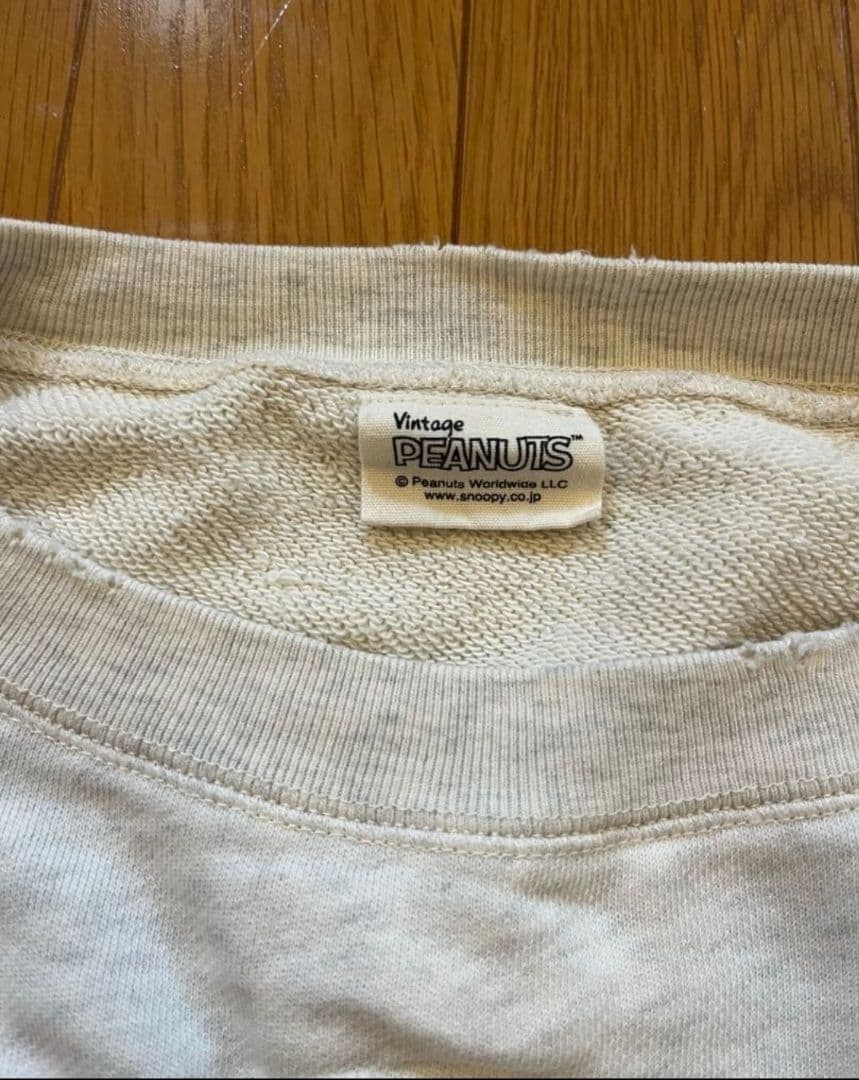 Vintage
PEANUTS™
© Peanuts Worldwide LLC
www.snoopy.co.jp